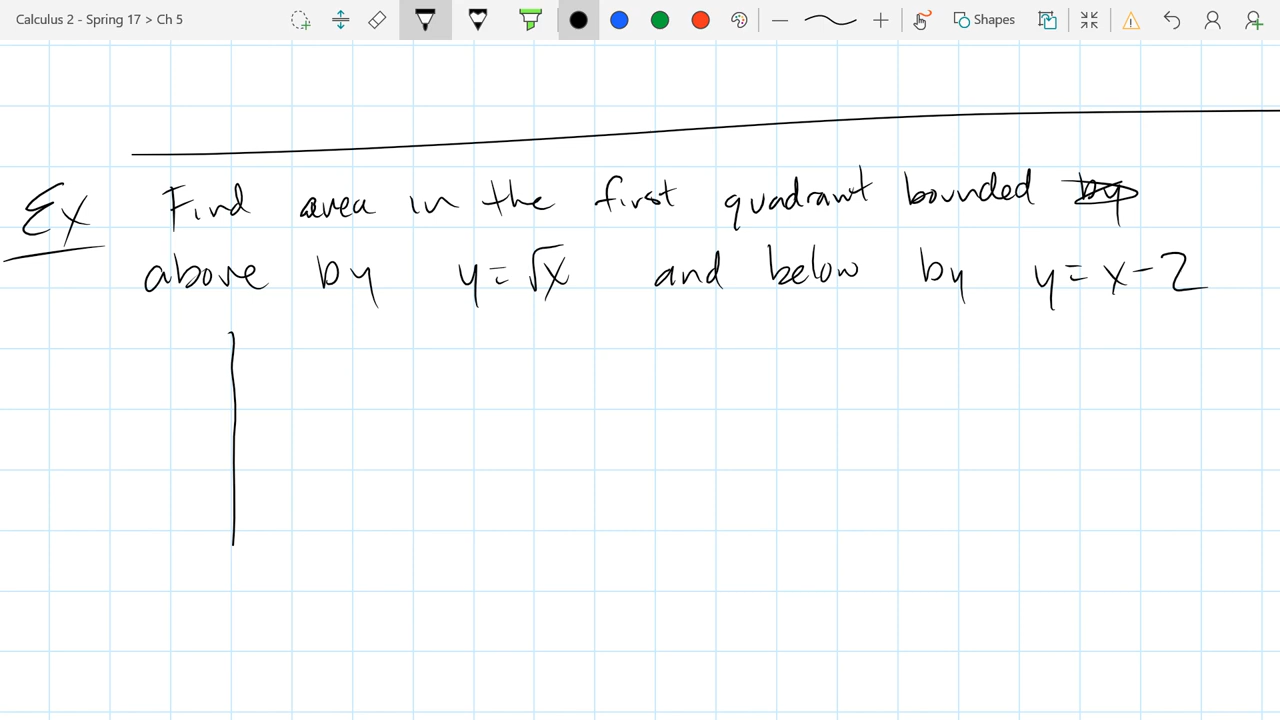 Calculus 2 - Spring 17 > Ch 5
Shapes
Ex Find area in the first quadrant bounded
above by y = √x and below by y = x - 2